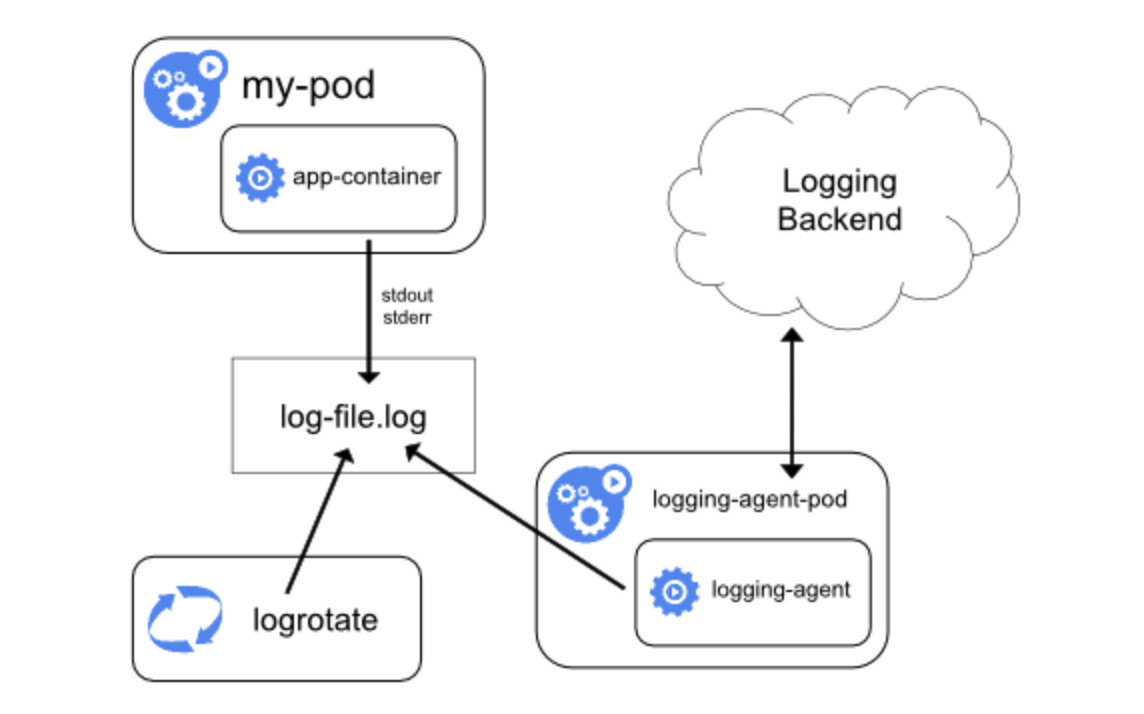 my-pod
app-container
stdout
stderr
Logging
Backend
log-file.log
logging-agent-pod
logging-agent
logrotate